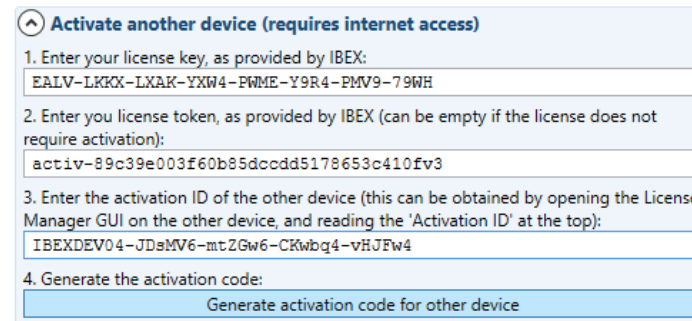 Activate another device (requires internet access)
1. Enter your license key, as provided by IBEX:
EALV-LKKX-LXAK-YXW4-PWME-Y9R4-PMV9-79WH
2. Enter you license token, as provided by IBEX (can be empty if the license does not
require activation):
activ-89c39e003f60b85dccdd5178653c410fv3
3. Enter the activation ID of the other device (this can be obtained by opening the License
Manager GUI on the other device, and reading the 'Activation ID' at the top):
IBEXDEV04-JDsMV6-mtZGw6-CKwbq4-vHJFw4
4. Generate the activation code:
Generate activation code for other device